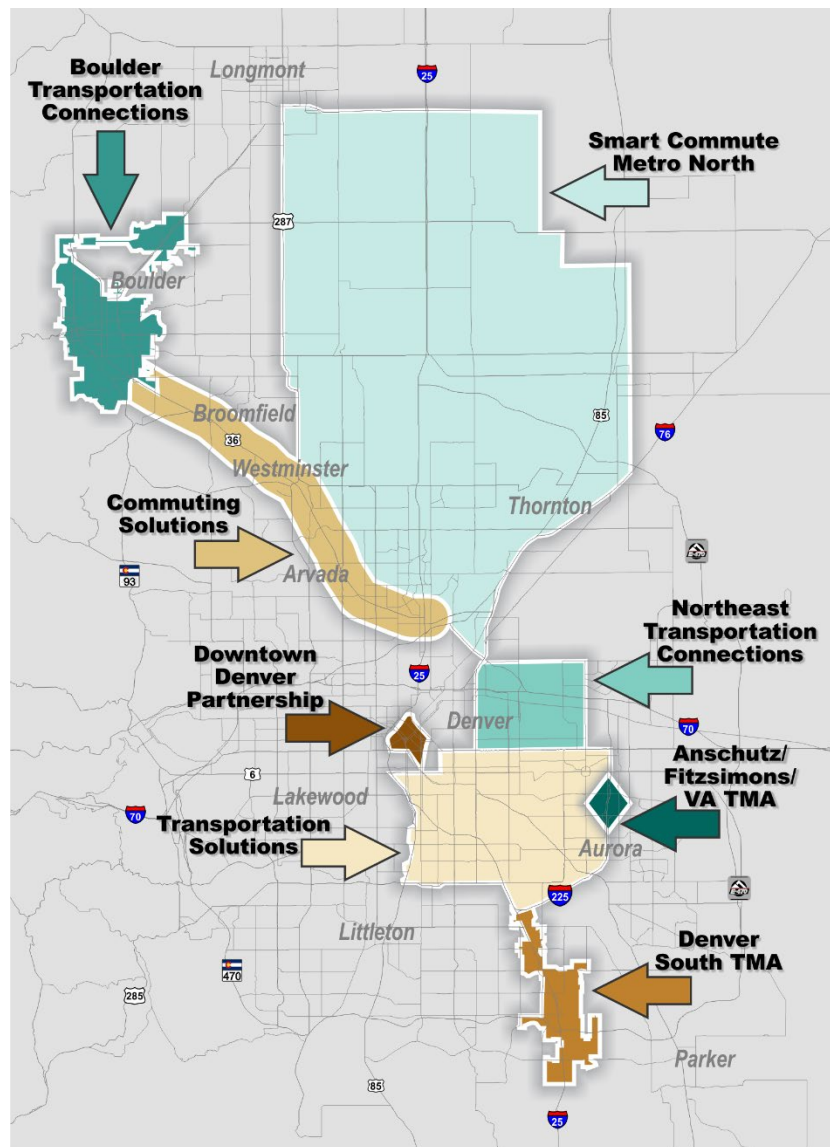 Boulder
Transportation
Connections
Longmont
25
Smart Commute
Metro North
287
Boulder
Broomfield
36
85
76
Westminster
Thornton
Commuting
Solutions
Arvada
93
E-470
Northeast
Transportation
Connections
Downtown
Denver
Partnership
25
Denver
70
6
Anschutz/
Fitzsimons/
VA TMA
Lakewood
70
Transportation
Solutions
Aurora
225
E-470
Littleton
Denver
South TMA
470
285
Parker
85
25